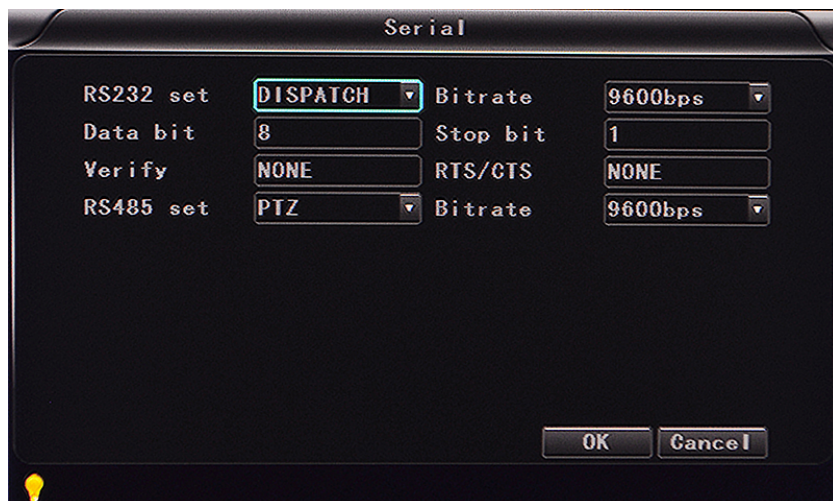 Serial
RS232 set DISPATCH Bitrate 9600bps
Data bit 8 Stop bit 1
Verify NONE RTS/CTS NONE
RS485 set PTZ Bitrate 9600bps
OK Cancel